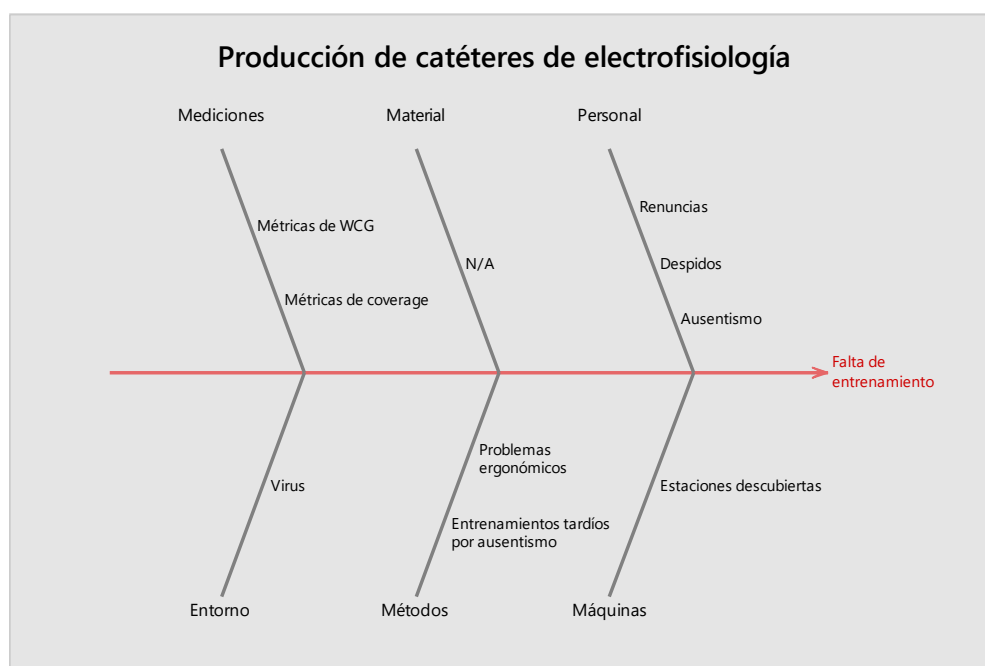 Producción de catéteres de electrofisiología
Mediciones
Material
Personal
Renuncias
Métricas de WCG
N/A
Despidos
Métricas de coverage
Ausentismo
Falta de
entrenamiento
Problemas
ergonómicos
Virus
Estaciones descubiertas
Entrenamientos tardíos
por ausentismo
Entorno
Métodos
Máquinas